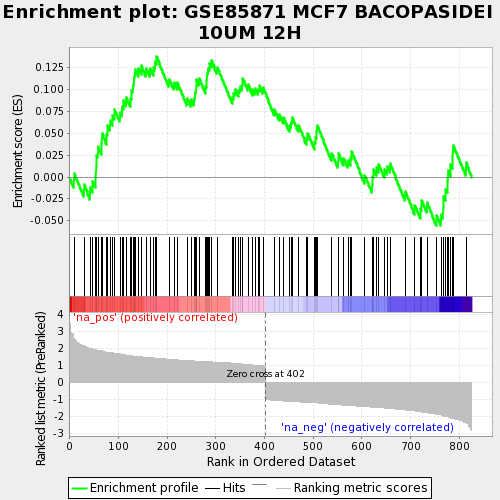 Enrichment plot: GSE85871 MCF7 BACOPASIDEI
10UM 12H
Enrichment score (ES)
0.125
0.100
0.075
0.050
0.025
0.000
-0.025
-0.050
'na_pos' (positively correlated)
Ranked list metric (PreRanked)
4
3
2
1
0
-1
-2
-3
Zero cross at 402
'na_neg' (negatively correlated)
0
100
200
300
400
500
600
700
800
Rank in Ordered Dataset
Enrichment profile
Hits
Ranking metric scores